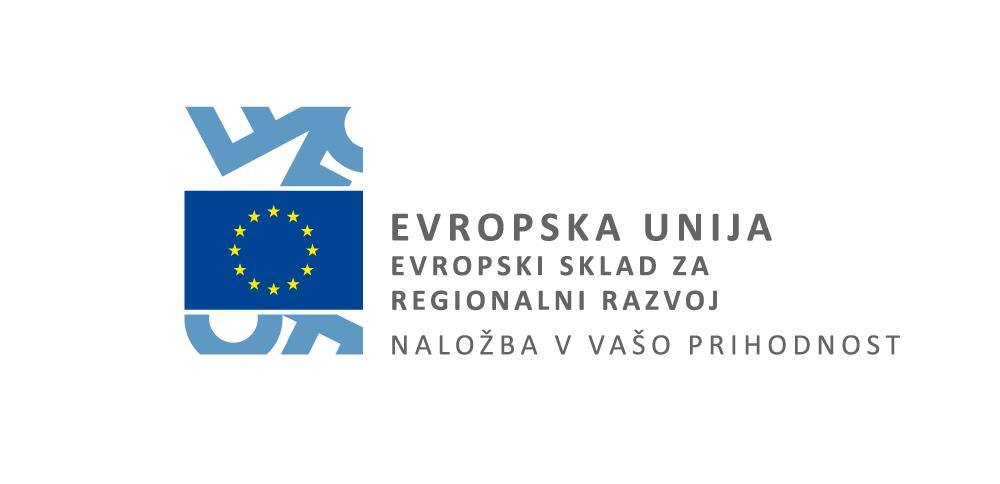 EVROPSKA UNIJA
EVROPSKI SKLAD ZA
REGIONALNI RAZVOJ
NALOŽBA V VAŠO PRIHODNOST